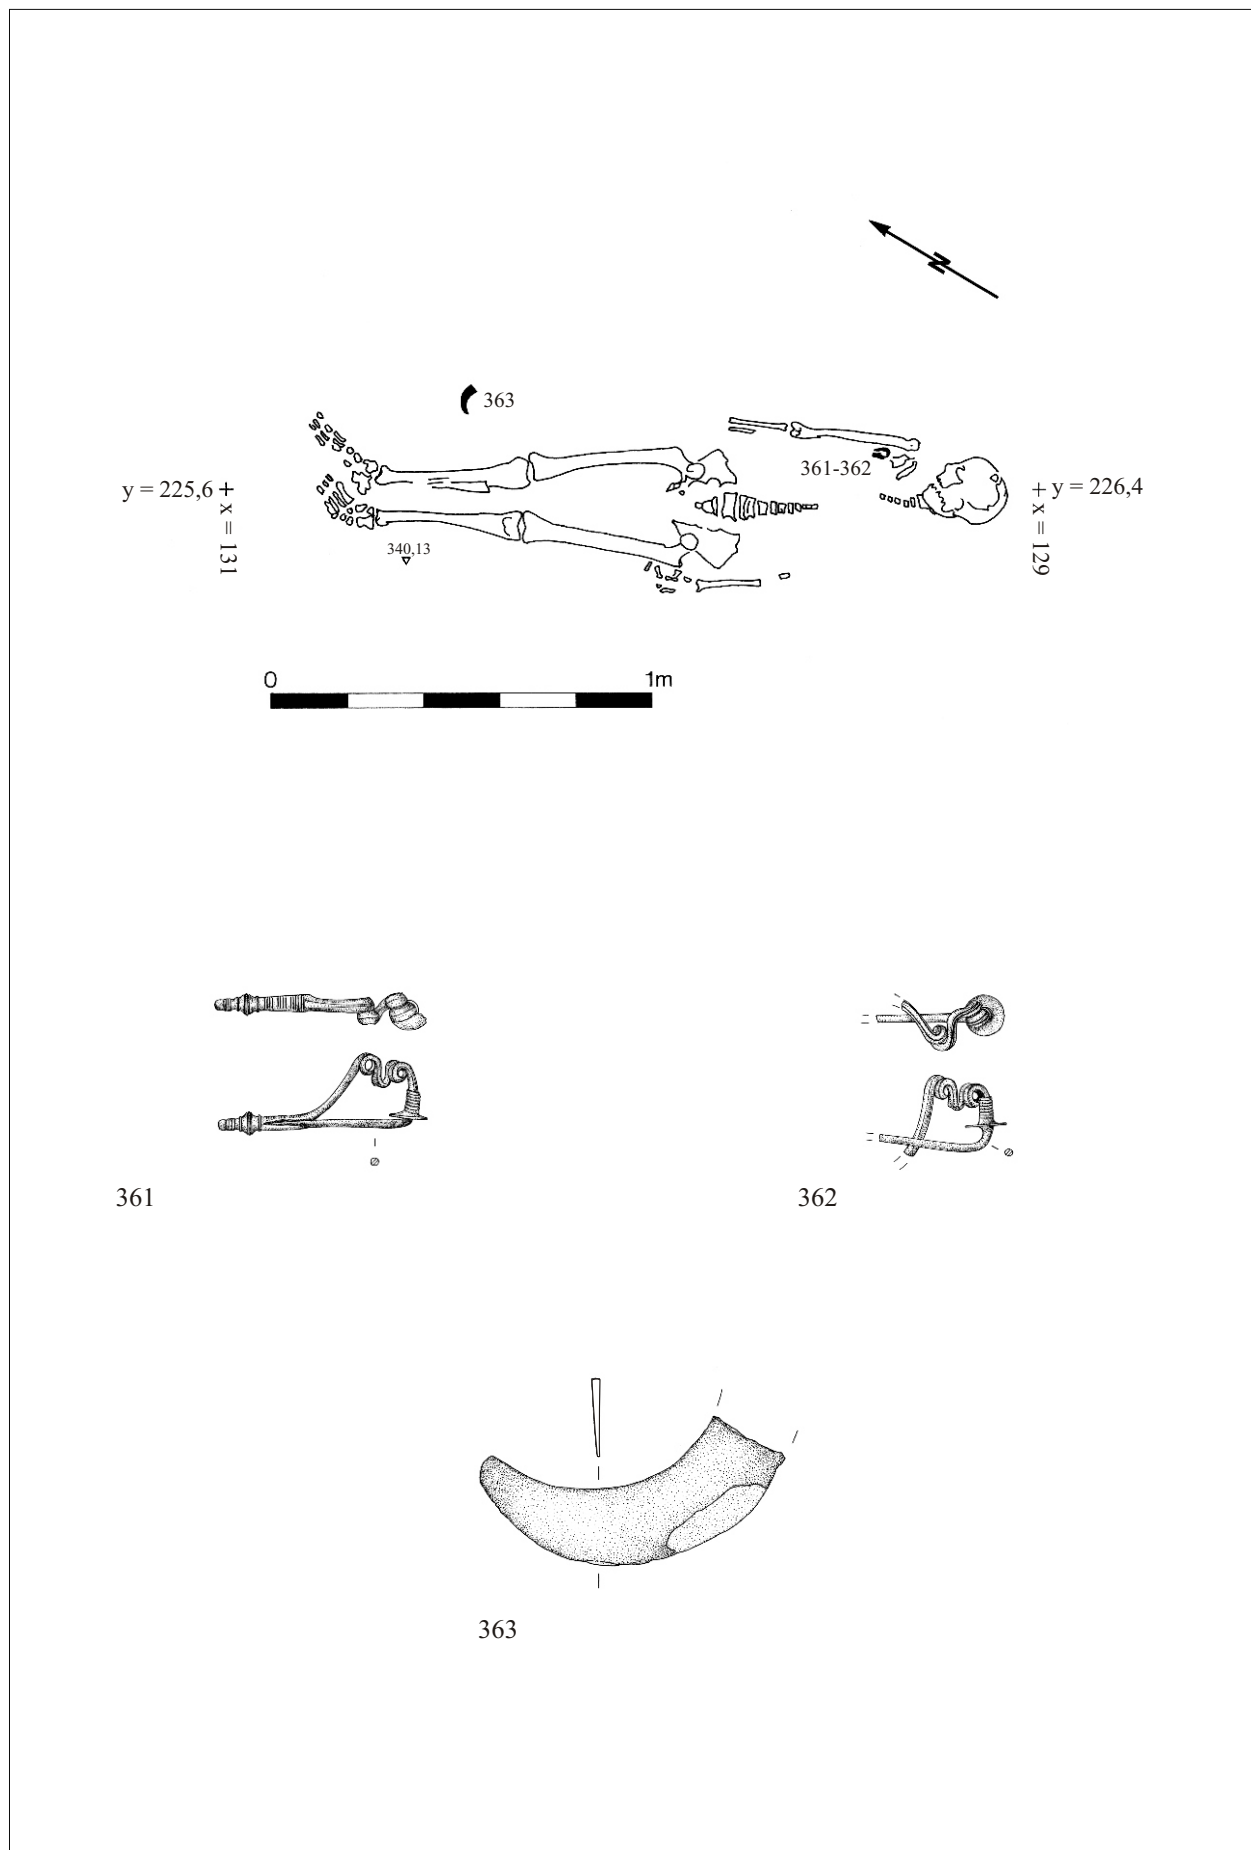 N
363
361-362
y = 225,6
x = 131
y = 226,4
x = 129
340,13
0 1m
361
362
363